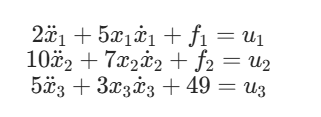 2ẍ₁ + 5x₁ẋ₁ + f₁ = u₁
10ẍ₂ + 7x₂ẋ₂ + f₂ = u₂
5ẍ₃ + 3x₃ẋ₃ + 49 = u₃